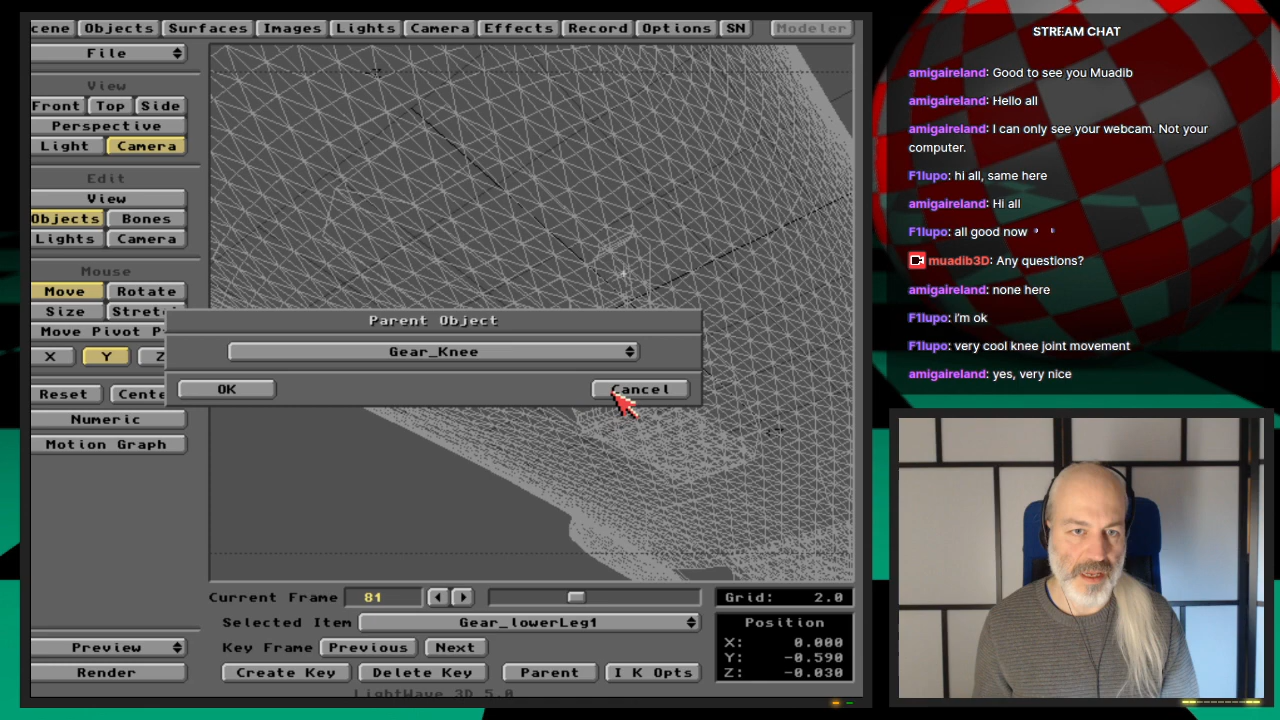 cene Objects Surfaces Images Lights Camera Effects Record Options SN Modeler
File
View
Front Top Side
Perspective
Light Camera
Edit
View
Objects Bones
Lights Camera
Mouse
Move Rotate
Size Stret
Move Pivot P
X Y Z
Reset Cente
Numeric
Motion Graph
Preview
Render
Parent Object
Gear_Knee
OK Cancel
Current Frame 81
Selected Item Gear_lowerLeg1
Key Frame Previous Next
Create Key Delete Key Parent I K Opts
LightWave 3D 5.0
Grid: 2.0
Position
X: 0.000
Y: -0.590
Z: -0.030
STREAM CHAT
amigaireland: Good to see you Muadib
amigaireland: Hello all
amigaireland: I can only see your webcam. Not your
computer.
F1lupo: hi all, same here
amigaireland: Hi all
F1lupo: all good now
muadib3D: Any questions?
amigaireland: none here
F1lupo: i'm ok
F1lupo: very cool knee joint movement
amigaireland: yes, very nice